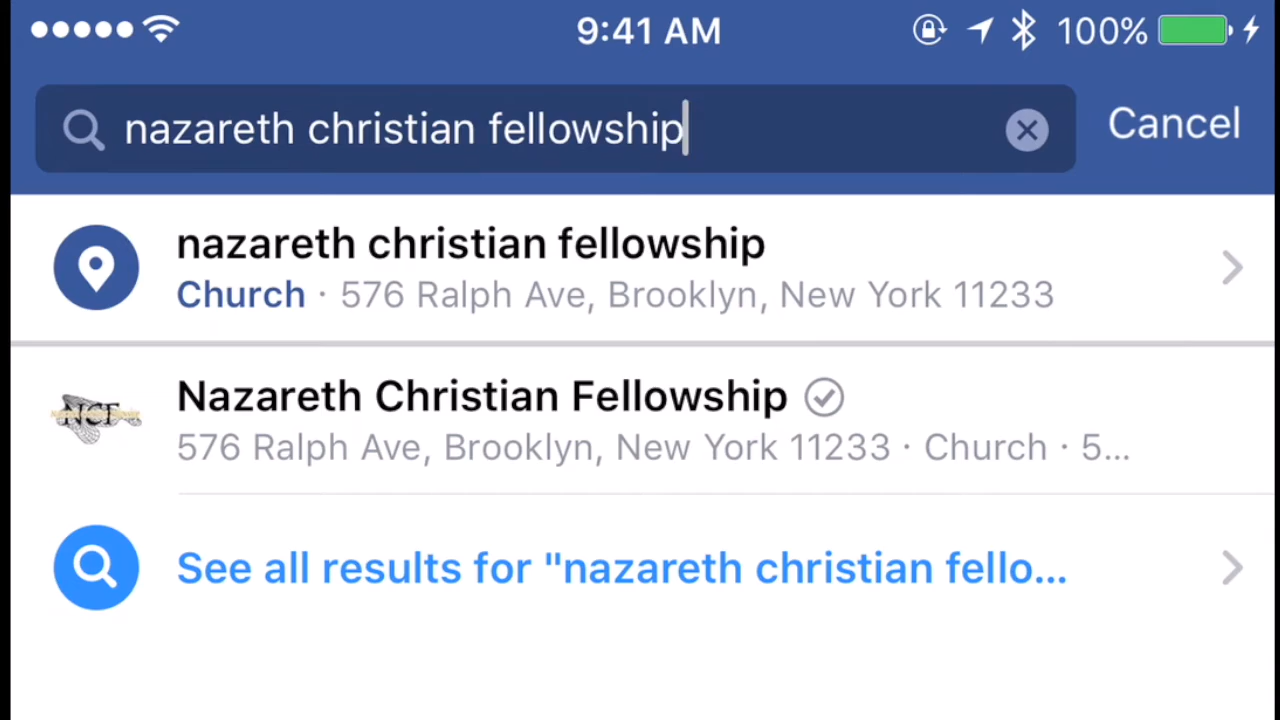 9:41 AM 100%
nazareth christian fellowship Cancel
nazareth christian fellowship
Church · 576 Ralph Ave, Brooklyn, New York 11233
NCF
Nazareth Christian Fellowship
576 Ralph Ave, Brooklyn, New York 11233 · Church · 5...
See all results for "nazareth christian fello...